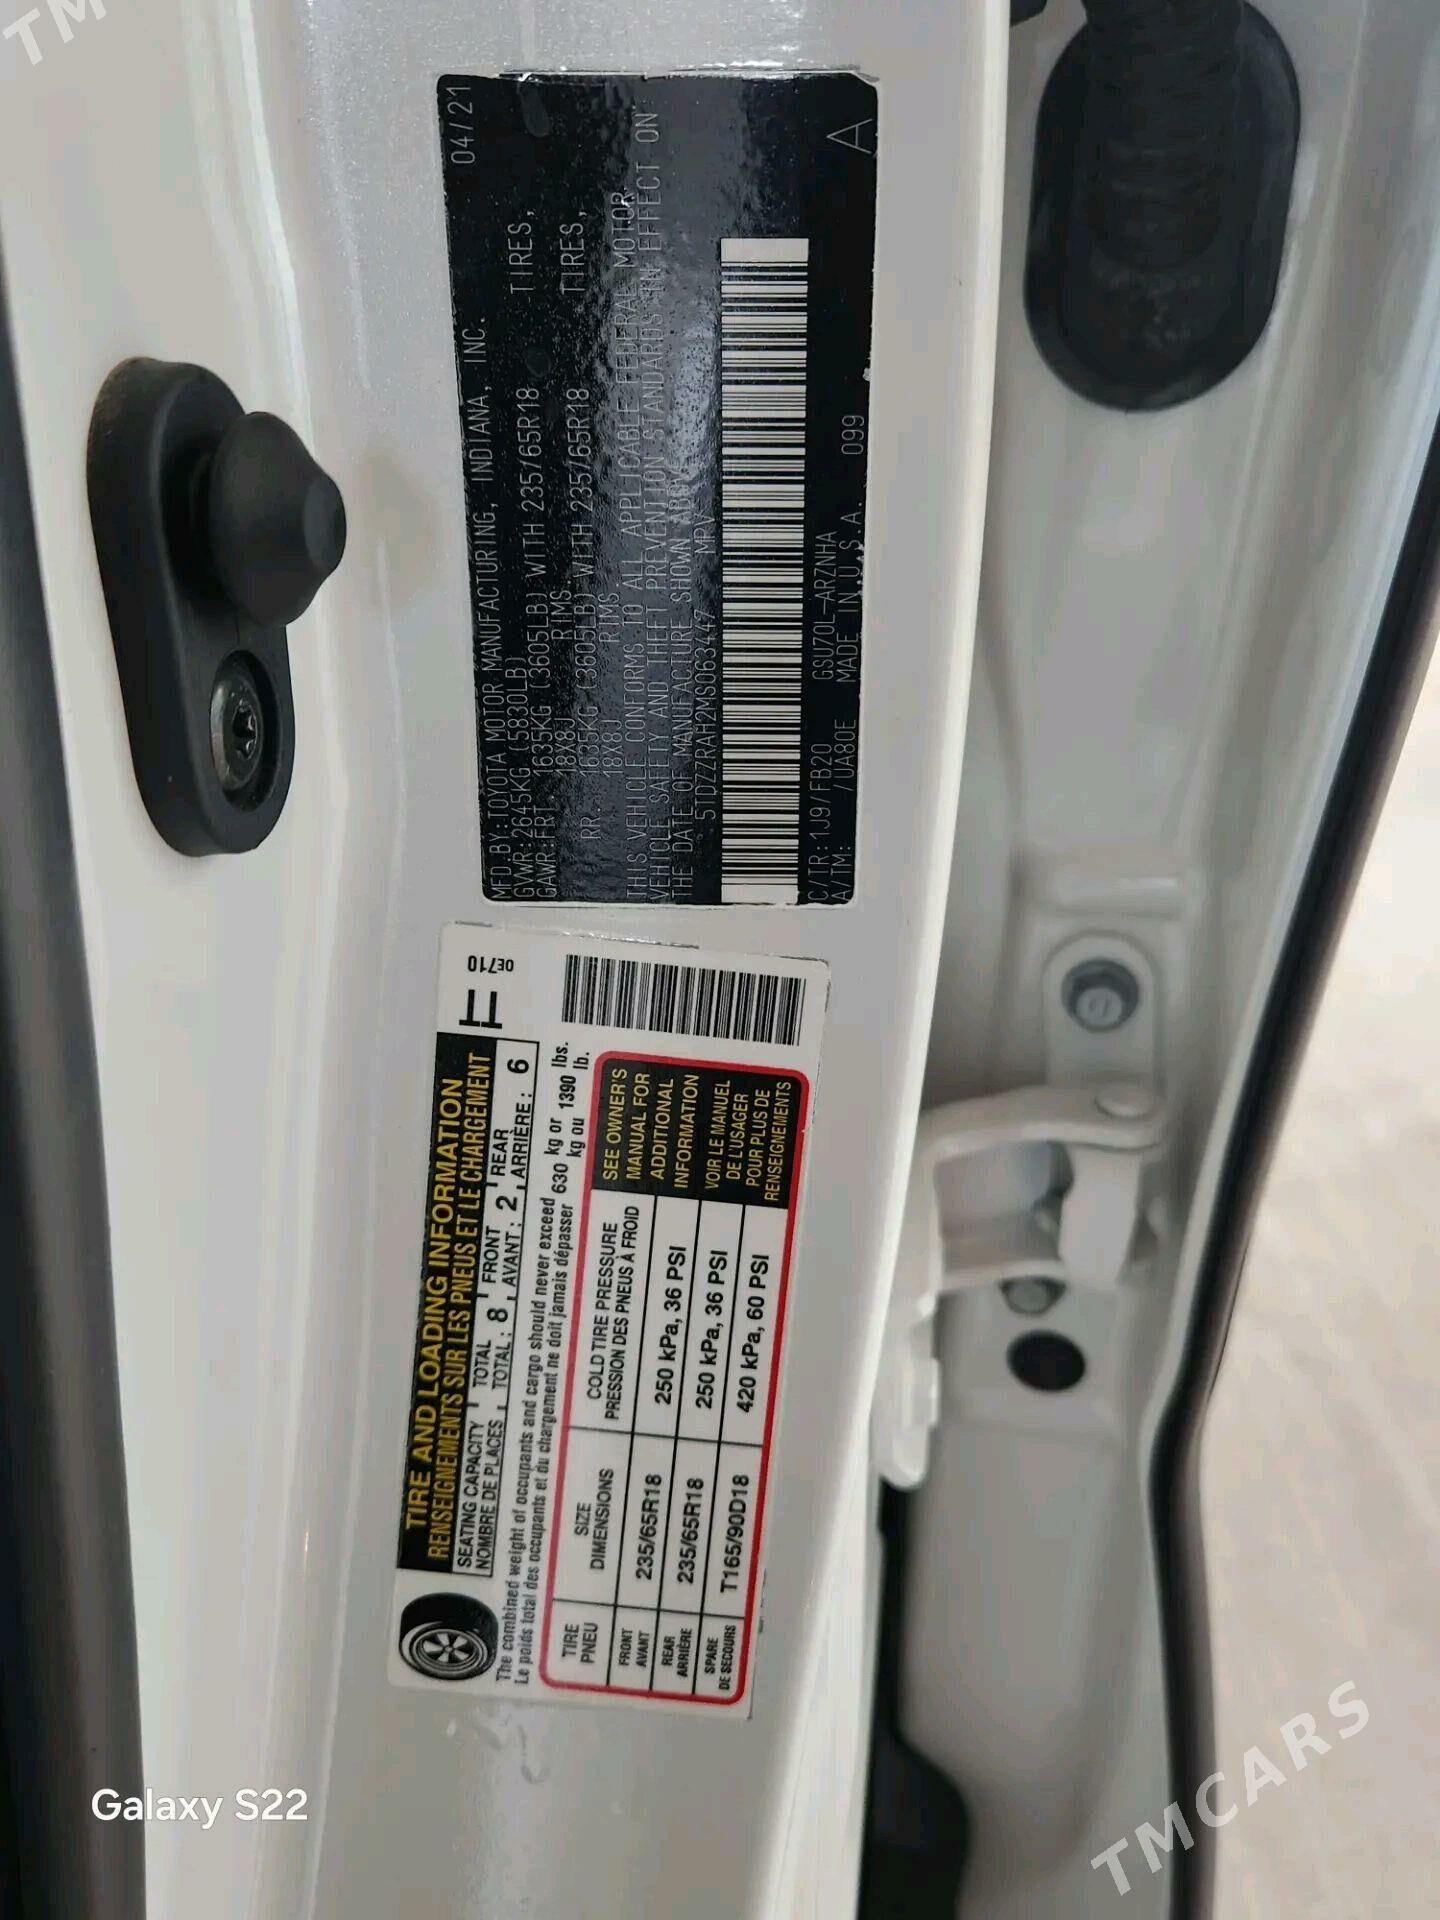 MFD.BY:TOYOTA MOTOR MANUFACTURING, INDIANA, INC. 04/21
GVWR:2645KG (5830LB)
GAWR:FRT. 1635KG (3605LB) WITH 235/65R18 TIRES,
18X8J RIMS
RR. 1635KG (3605LB) WITH 235/65R18 TIRES,
18X8J RIMS
THIS VEHICLE CONFORMS TO ALL APPLICABLE FEDERAL MOTOR
VEHICLE SAFETY AND THEFT PREVENTION STANDARDS IN EFFECT ON
THE DATE OF MANUFACTURE SHOWN ABOVE.
5TDZZRAH2MS063447 MPV
C/TR:1J9/FB20 GSU70L-ARZNHA
A/TM: /UA80E MADE IN U.S.A. 099
A
TIRE AND LOADING INFORMATION
RENSEIGNEMENTS SUR LES PNEUS ET LE CHARGEMENT
0E710
SEATING CAPACITY TOTAL FRONT REAR
NOMBRE DE PLACES TOTAL : 8 AVANT : 2 ARRIÈRE : 6
The combined weight of occupants and cargo should never exceed 630 kg or 1390 lbs.
Le poids total des occupants et du chargement ne doit jamais dépasser kg ou lb.
TIRE
PNEU
SIZE
DIMENSIONS
COLD TIRE PRESSURE
PRESSION DES PNEUS À FROID
FRONT
AVANT
235/65R18
250 kPa, 36 PSI
REAR
ARRIÈRE
235/65R18
250 kPa, 36 PSI
SPARE
DE SECOURS
T165/90D18
420 kPa, 60 PSI
SEE OWNER'S
MANUAL FOR
ADDITIONAL
INFORMATION
VOIR LE MANUEL
DE L'USAGER
POUR PLUS DE
RENSEIGNEMENTS
Galaxy S22
TMCARS
TM